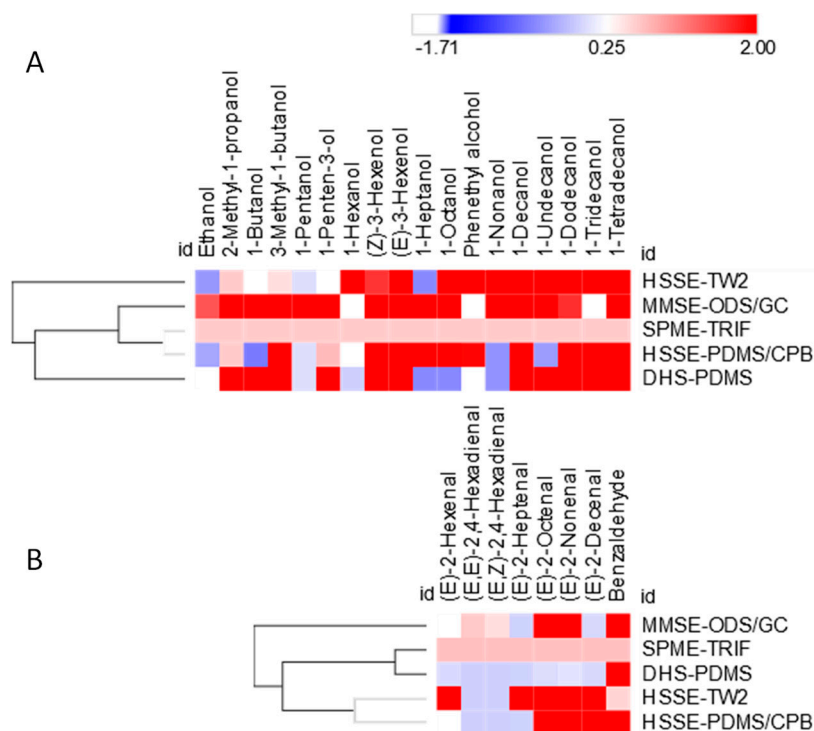 -1.71 0.25 2.00
A
id Ethanol 2-Methyl-1-propanol 1-Butanol 3-Methyl-1-butanol 1-Pentanol 1-Penten-3-ol 1-Hexanol (Z)-3-Hexenol (E)-3-Hexenol 1-Heptanol 1-Octanol Phenethyl alcohol 1-Nonanol 1-Decanol 1-Undecanol 1-Dodecanol 1-Tridecanol 1-Tetradecanol id
HSSE-TW2
MMSE-ODS/GC
SPME-TRIF
HSSE-PDMS/CPB
DHS-PDMS
B
id (E)-2-Hexenal (E,E)-2,4-Hexadienal (E,Z)-2,4-Hexadienal (E)-2-Heptenal (E)-2-Octenal (E)-2-Nonenal (E)-2-Decenal Benzaldehyde id
MMSE-ODS/GC
SPME-TRIF
DHS-PDMS
HSSE-TW2
HSSE-PDMS/CPB